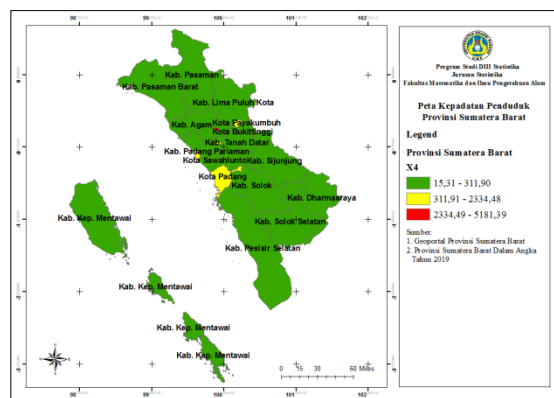 98
99
100
101
102
Kab. Pasaman
Kab. Pasaman Barat
Kab. Lima Puluh Kota
Kota Payakumbuh
Kab. Agam
Kota Bukittinggi
Kab. Tanah Datar
Kab. Padang Pariaman
Kota Sawahlunto
Kab. Sijunjung
Kota Padang
Kab. Solok
Kab. Dharmasraya
Kab. Solok Selatan
Kab. Pesisir Selatan
Kab. Kep. Mentawai
Kab. Kep. Mentawai
Kab. Kep. Mentawai
Kab. Kep. Mentawai
0 15 30 60 Miles
98
99
100
101
102
Program Studi DIII Statistika
Jurusan Statistika
Fakultas Matematika dan Ilmu Pengetahuan Alam
Peta Kepadatan Penduduk
Provinsi Sumatera Barat
Legend
Provinsi Sumatera Barat
X4
15,31 - 311,90
311,91 - 2334,48
2334,49 - 5181,39
Sumber:
1. Geoportal Provinsi Sumatera Barat
2. Provinsi Sumatera Barat Dalam Angka
Tahun 2019